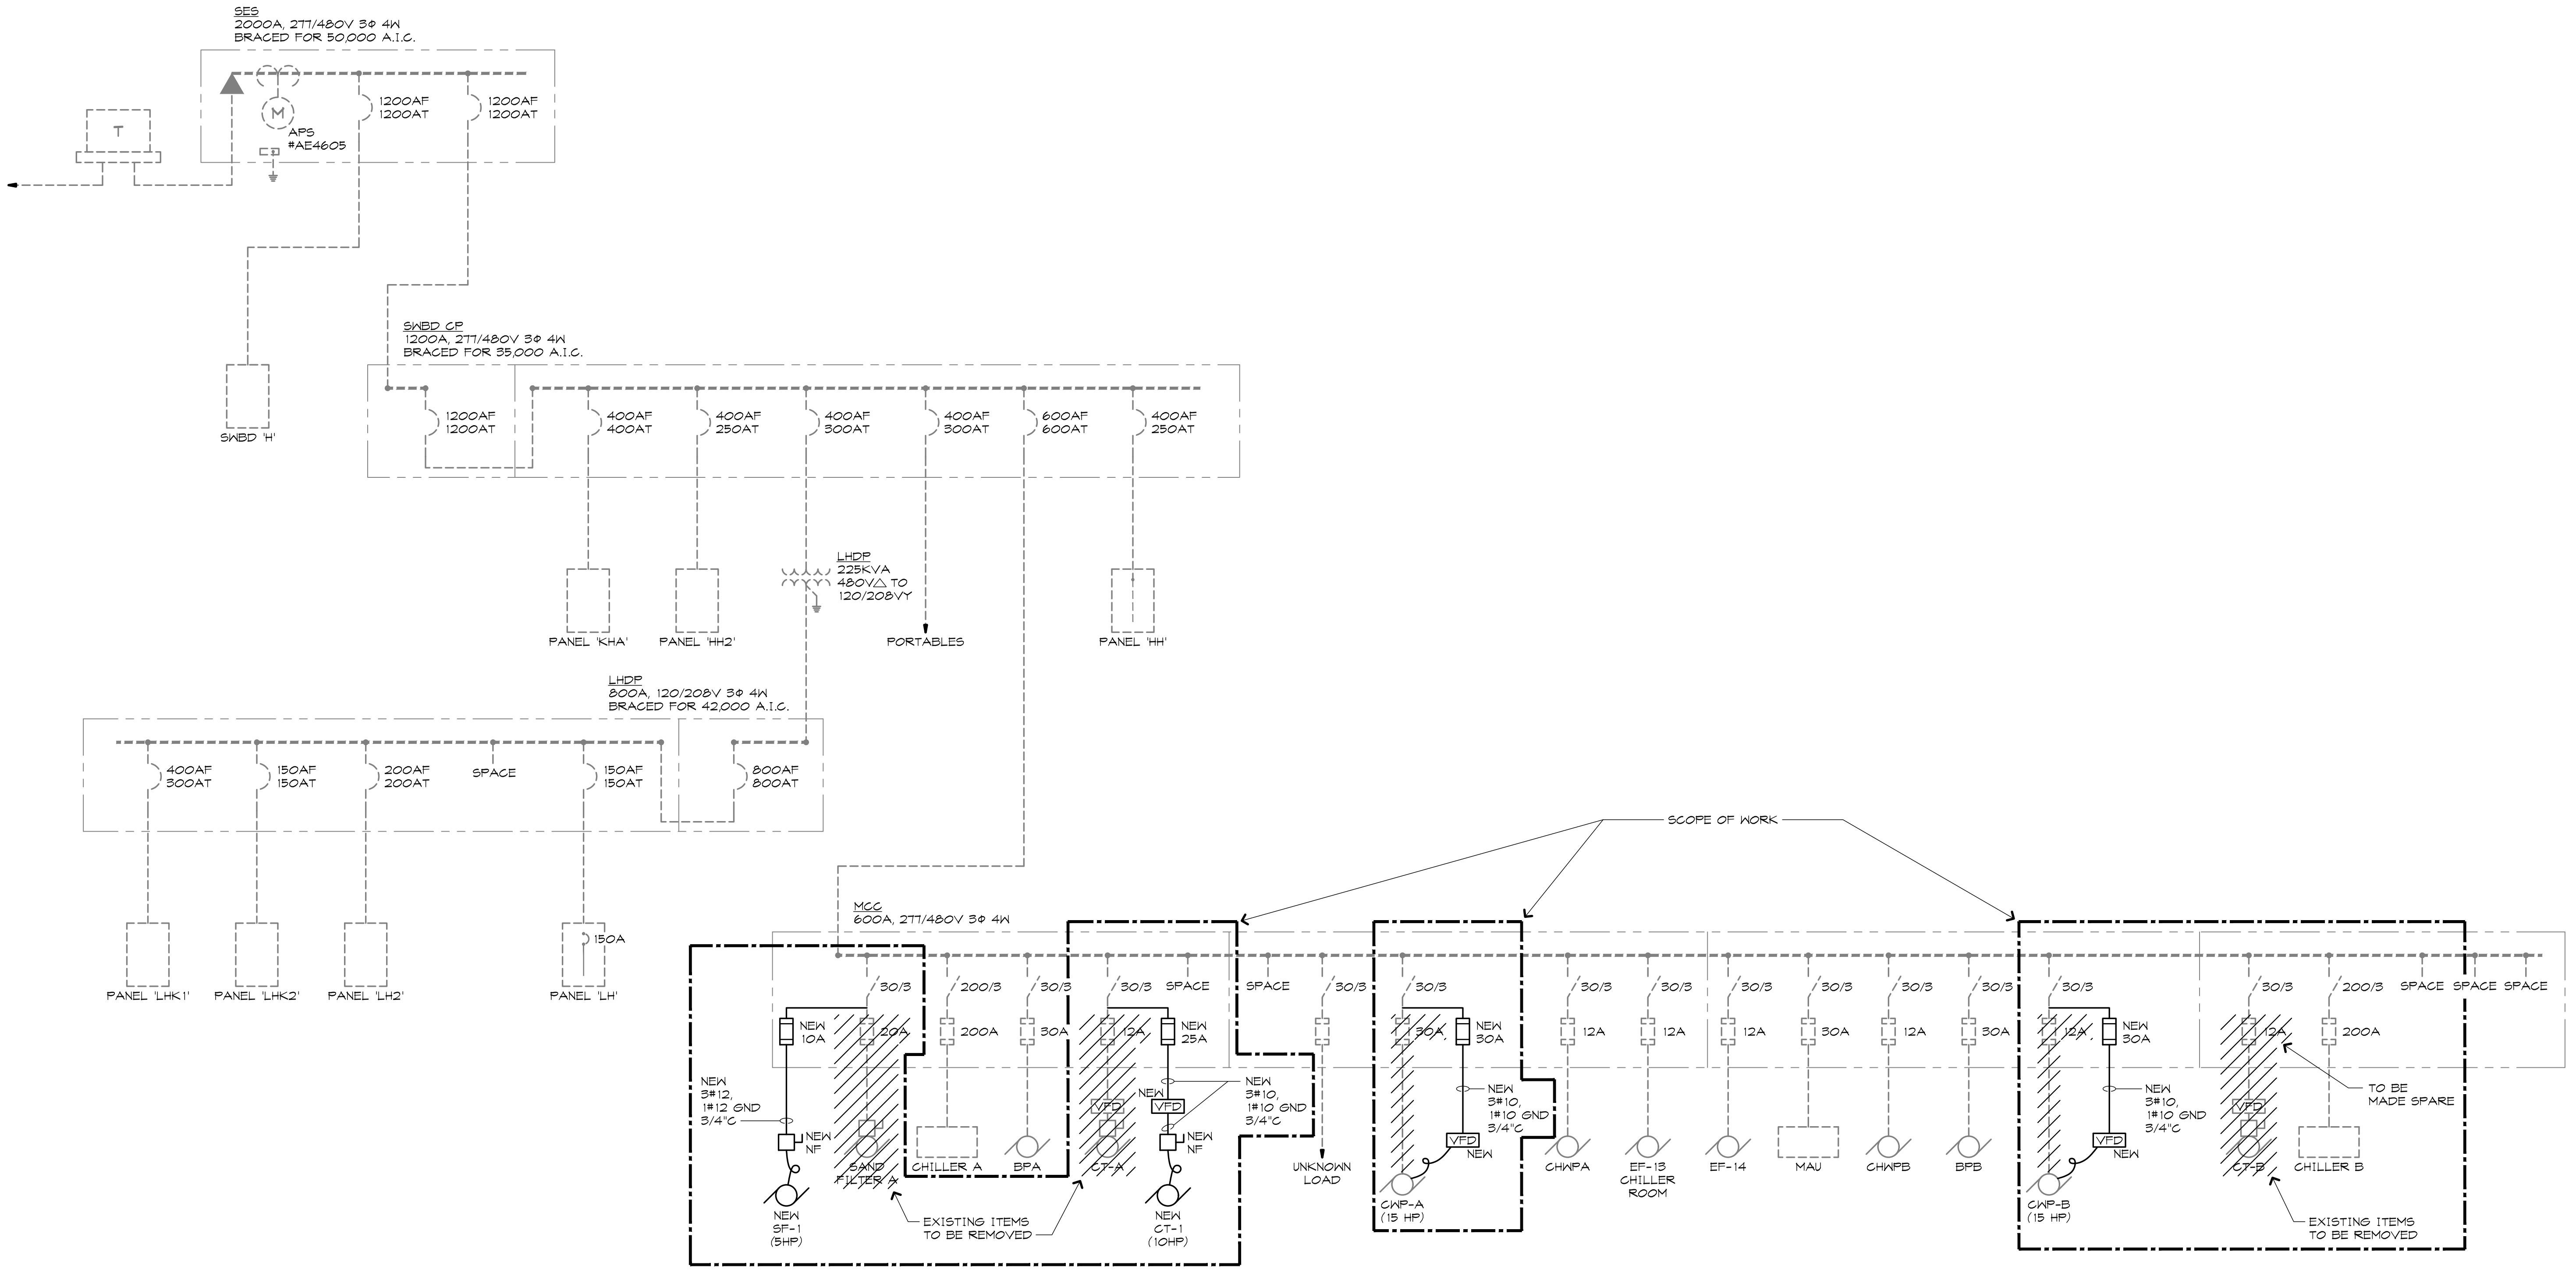 SES
2000A, 277/480V 3Φ 4W
BRACED FOR 50,000 A.I.C.
T
M
APS
#AE4605
1200AF
1200AT
1200AF
1200AT
SWBD 'H'
SWBD CP
1200A, 277/480V 3Φ 4W
BRACED FOR 35,000 A.I.C.
1200AF
1200AT
400AF
400AT
400AF
250AT
400AF
300AT
400AF
300AT
600AF
600AT
400AF
250AT
LHDP
225KVA
480V△ TO
120/208VY
PANEL 'KHA'
PANEL 'HH2'
PORTABLES
PANEL 'HH'
LHDP
800A, 120/208V 3Φ 4W
BRACED FOR 42,000 A.I.C.
400AF
300AT
150AF
150AT
200AF
200AT
SPACE
150AF
150AT
800AF
800AT
150A
PANEL 'LHK1'
PANEL 'LHK2'
PANEL 'LH2'
PANEL 'LH'
SCOPE OF WORK
MCC
600A, 277/480V 3Φ 4W
30/3
200/3
30/3
30/3
SPACE
SPACE
30/3
30/3
30/3
30/3
30/3
30/3
30/3
30/3
30/3
30/3
200/3
SPACE
SPACE
SPACE
NEW
10A
20A
200A
30A
12A
NEW
25A
30A
NEW
30A
12A
12A
12A
30A
12A
30A
12A
NEW
30A
12A
200A
NEW
3#12,
1#12 GND
3/4"C
NEW
NF
SAND
FILTER A
CHILLER A
BPA
VFD
CT-A
NEW
VFD
NEW
3#10,
1#10 GND
3/4"C
NEW
NF
UNKNOWN
LOAD
NEW
3#10,
1#10 GND
3/4"C
VFD
NEW
CWP-A
(15 HP)
CHWPA
EF-13
CHILLER
ROOM
EF-14
MAU
CHWPB
BPB
NEW
3#10,
1#10 GND
3/4"C
VFD
NEW
CWP-B
(15 HP)
VFD
CT-B
CHILLER B
TO BE
MADE SPARE
NEW
SF-1
(5HP)
EXISTING ITEMS
TO BE REMOVED
NEW
CT-1
(10HP)
EXISTING ITEMS
TO BE REMOVED